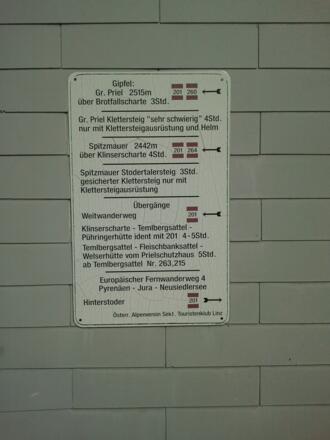 Gipfel:
Gr. Priel 2515m 201 260
über Brotfallscharte 3Std.
Gr. Priel Klettersteig "sehr schwierig" 4Std.
nur mit Klettersteigausrüstung und Helm
Spitzmauer 2442m 201 264
über Klinserscharte 4Std.
Spitzmauer Stodertalersteig 3Std.
gesicherter Klettersteig nur mit
Klettersteigausrüstung
Übergänge
Weitwanderweg 201
Klinserscharte - Temlbergsattel -
Pühringerhütte ident mit 201 4-5Std.
Temlbergsattel - Fleischbanksattel -
Welserhütte vom Prielschutzhaus 5Std.
ab Temlbergsattel Nr. 263,215
Europäischer Fernwanderweg 4
Pyrenäen - Jura - Neusiedlersee
Hinterstoder 201
Österr. Alpenverein Sekt. Touristenklub Linz